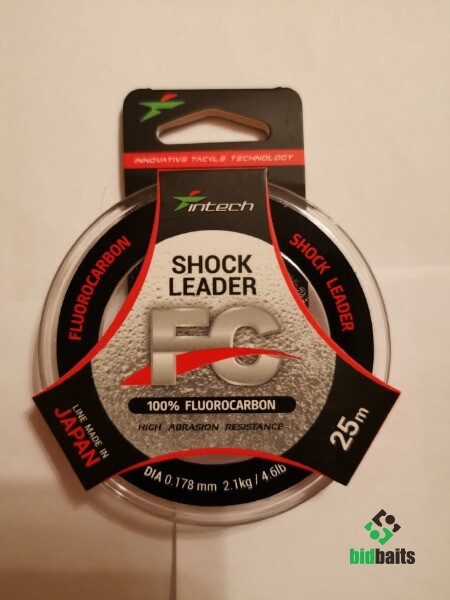 INNOVATIVE TACKLE TECHNOLOGY
intech
FLUOROCARBON
SHOCK LEADER
SHOCK
LEADER
FC
100% FLUOROCARBON
HIGH ABRASION RESISTANCE
LINE MADE IN
JAPAN
25m
DIA 0.178 mm 2.1kg / 4.6lb
bidbaits